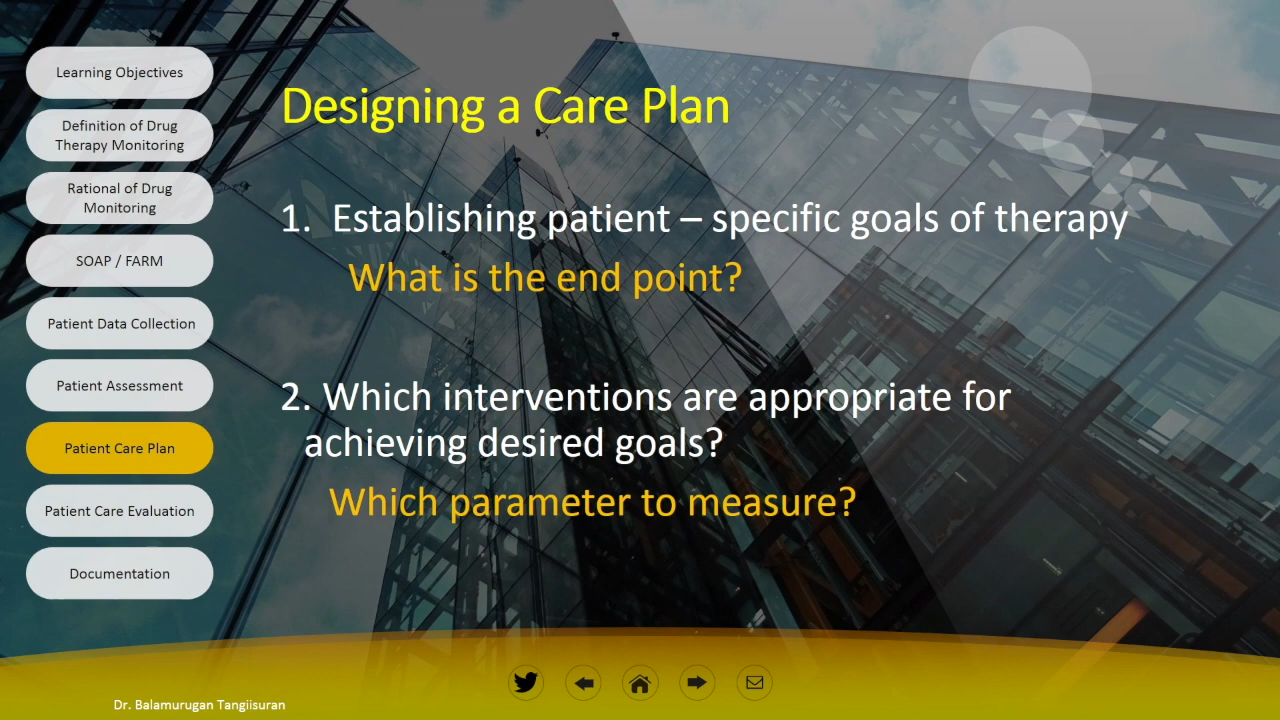 Learning Objectives
Definition of Drug
Therapy Monitoring
Rational of Drug
Monitoring
SOAP / FARM
Patient Data Collection
Patient Assessment
Patient Care Plan
Patient Care Evaluation
Documentation
Designing a Care Plan
1. Establishing patient – specific goals of therapy
What is the end point?
2. Which interventions are appropriate for
achieving desired goals?
Which parameter to measure?
Dr. Balamurugan Tangiisuran